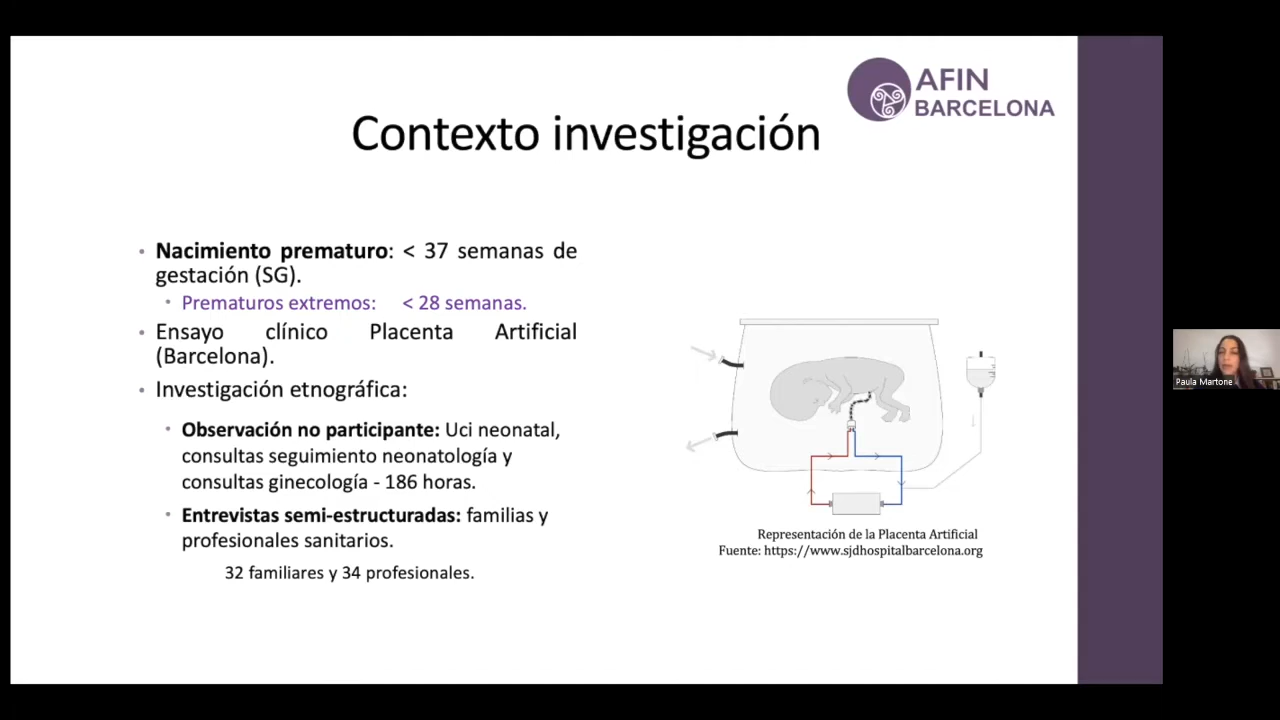 AFIN
BARCELONA
Contexto investigación
• Nacimiento prematuro: < 37 semanas de
gestación (SG).
• Prematuros extremos: < 28 semanas.
• Ensayo clínico Placenta Artificial
(Barcelona).
• Investigación etnográfica:
• Observación no participante: Uci neonatal,
consultas seguimiento neonatología y
consultas ginecología - 186 horas.
• Entrevistas semi-estructuradas: familias y
profesionales sanitarios.
32 familiares y 34 profesionales.
Representación de la Placenta Artificial
Fuente: https://www.sjdhospitalbarcelona.org
Paula Martone